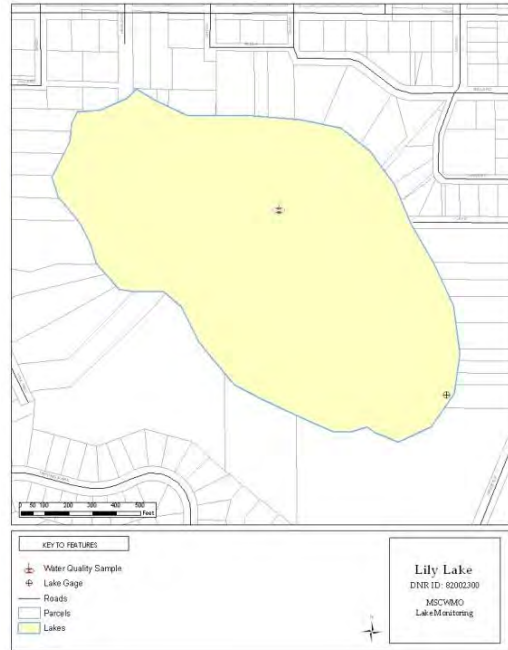 0 50 100 200 300 400 500
Feet
KEY TO FEATURES
Water Quality Sample
Lake Gage
Roads
Parcels
Lakes
Lily Lake
DNR ID: 82002300
MSCWMO
Lake Monitoring